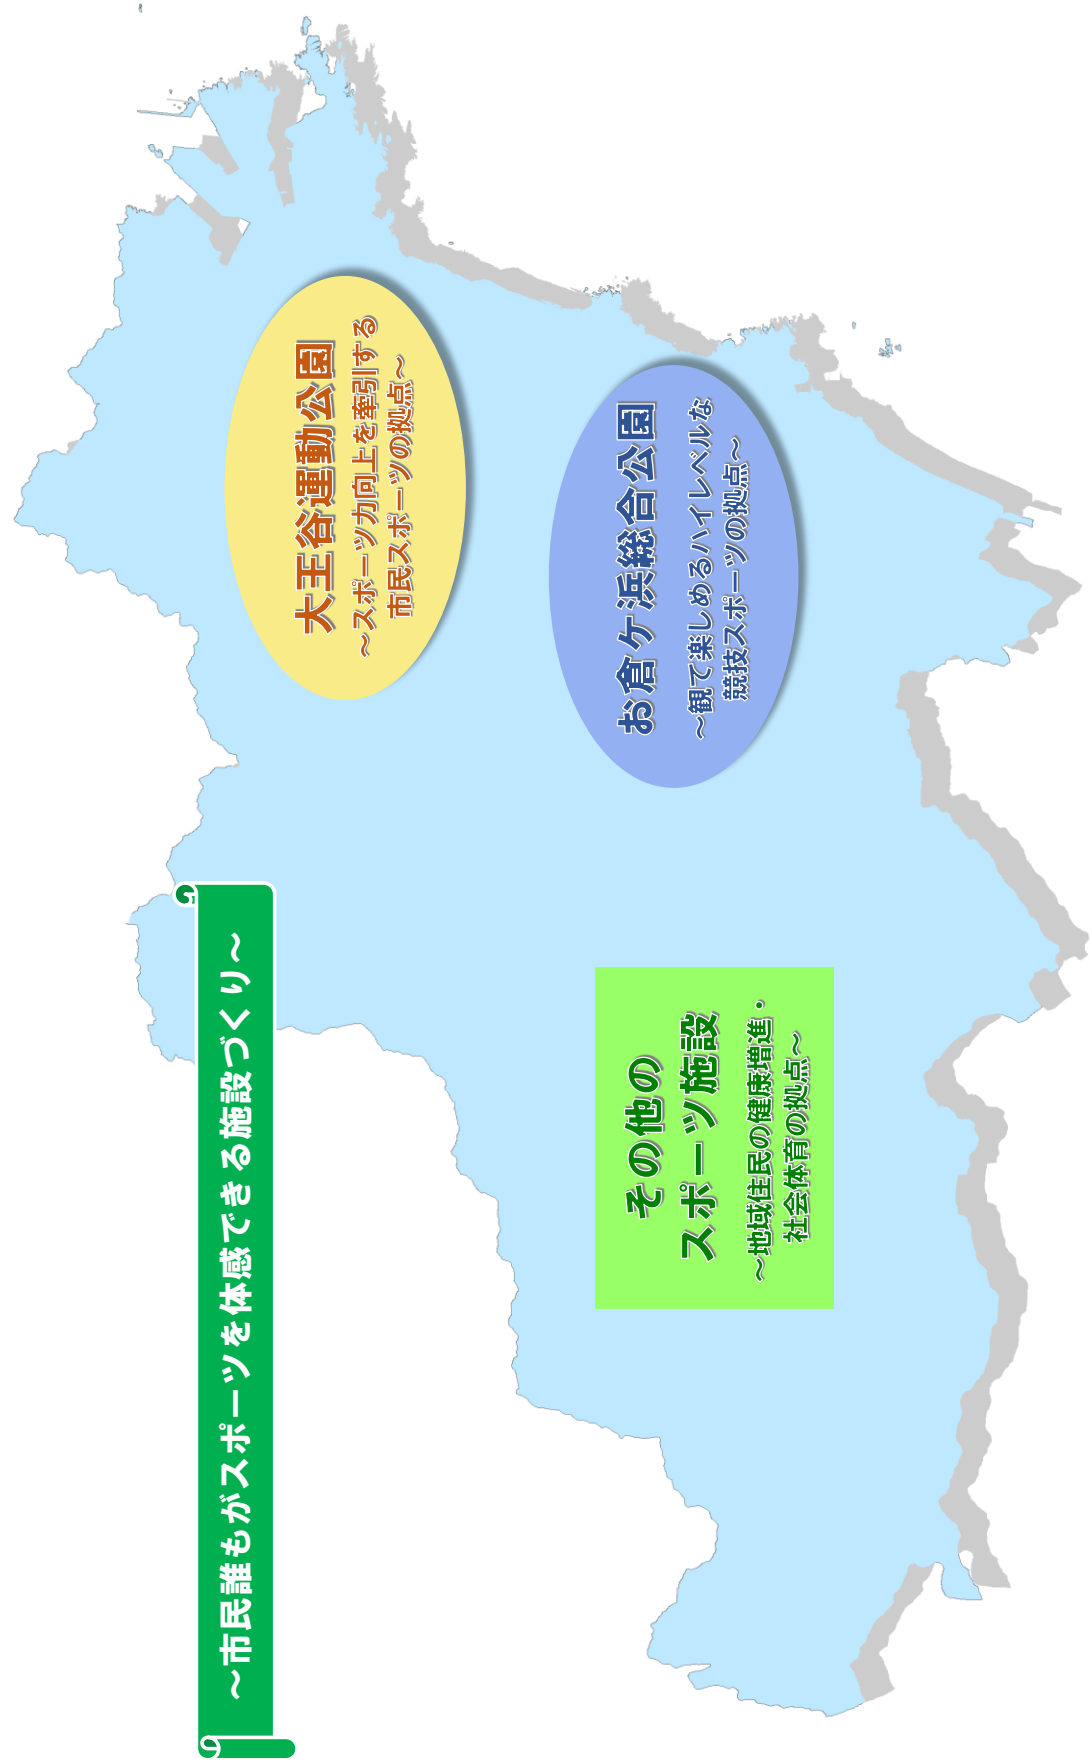 ～市民誰もがスポーツを体感できる施設づくり～
大王谷運動公園
～スポーツ力向上を牽引する
市民スポーツの拠点～
お倉ケ浜総合公園
～観て楽しめるハイレベルな
競技スポーツの拠点～
その他の
スポーツ施設
～地域住民の健康増進・
社会体育の拠点～